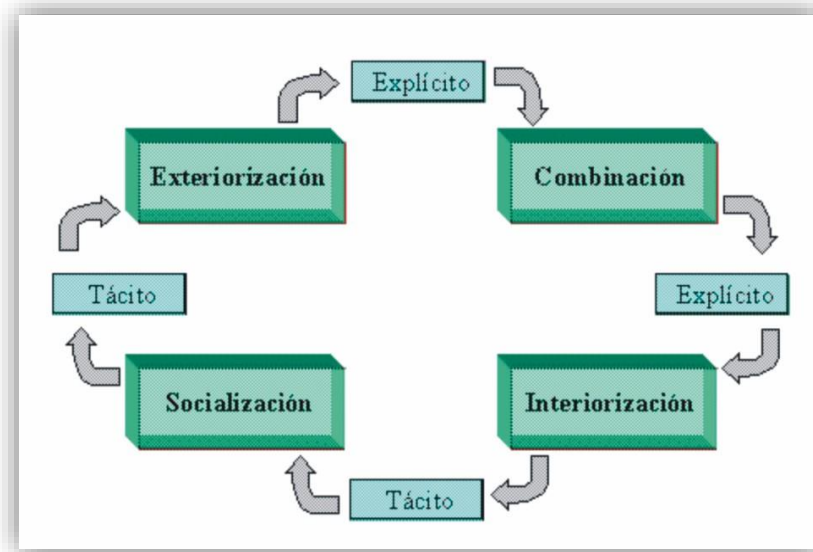 Explícito
Exteriorización
Combinación
Tácito
Explícito
Socialización
Interiorización
Tácito